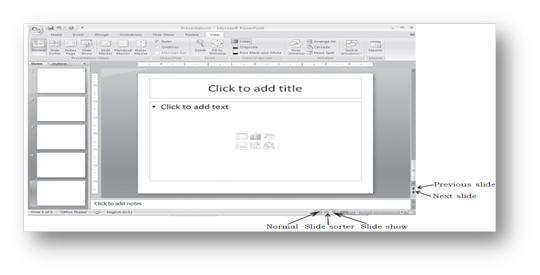 Presentation1 - Microsoft PowerPoint
Home Insert Design Animations Slide Show Review View
Normal Slide Sorter Notes Page Slide Show Slide Master Handout Master Notes Master
Ruler
Gridlines
Message Bar
Zoom Fit to Window
Color
Grayscale
Pure Black and White
New Window
Arrange All
Cascade
Move Split
Switch Windows
Macros
Presentation Views Show/Hide Zoom Color/Grayscale Window Macros
Slides Outline
Click to add title
• Click to add text
Previous slide
Next slide
Click to add notes
Slide 5 of 5 "Office Theme" English (U.S.)
Normal Slide sorter Slide show